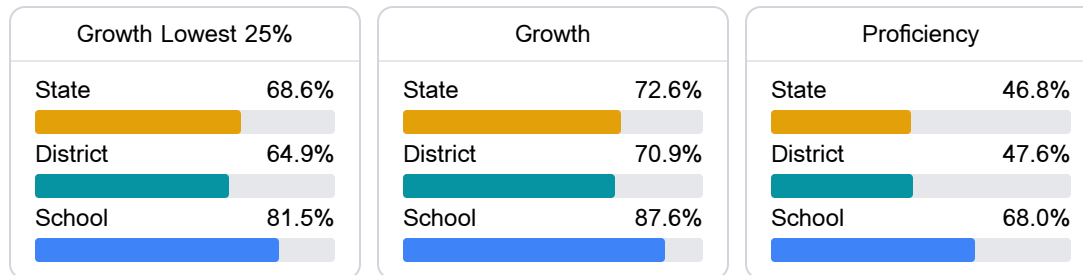 Growth Lowest 25%
State 68.6%
District 64.9%
School 81.5%
Growth
State 72.6%
District 70.9%
School 87.6%
Proficiency
State 46.8%
District 47.6%
School 68.0%